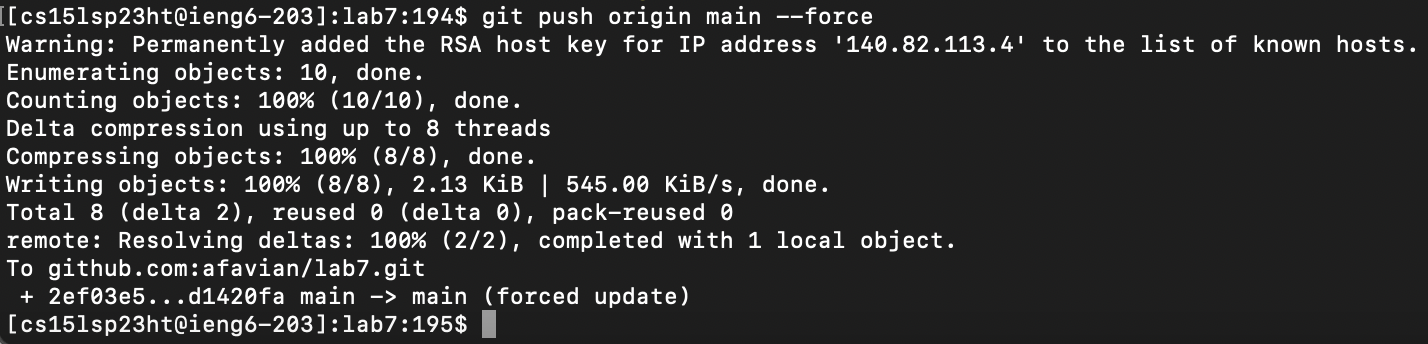 [cs15lsp23ht@ieng6-203]:lab7:194$ git push origin main --force
Warning: Permanently added the RSA host key for IP address '140.82.113.4' to the list of known hosts.
Enumerating objects: 10, done.
Counting objects: 100% (10/10), done.
Delta compression using up to 8 threads
Compressing objects: 100% (8/8), done.
Writing objects: 100% (8/8), 2.13 KiB | 545.00 KiB/s, done.
Total 8 (delta 2), reused 0 (delta 0), pack-reused 0
remote: Resolving deltas: 100% (2/2), completed with 1 local object.
To github.com:afavian/lab7.git
 + 2ef03e5...d1420fa main -> main (forced update)
[cs15lsp23ht@ieng6-203]:lab7:195$